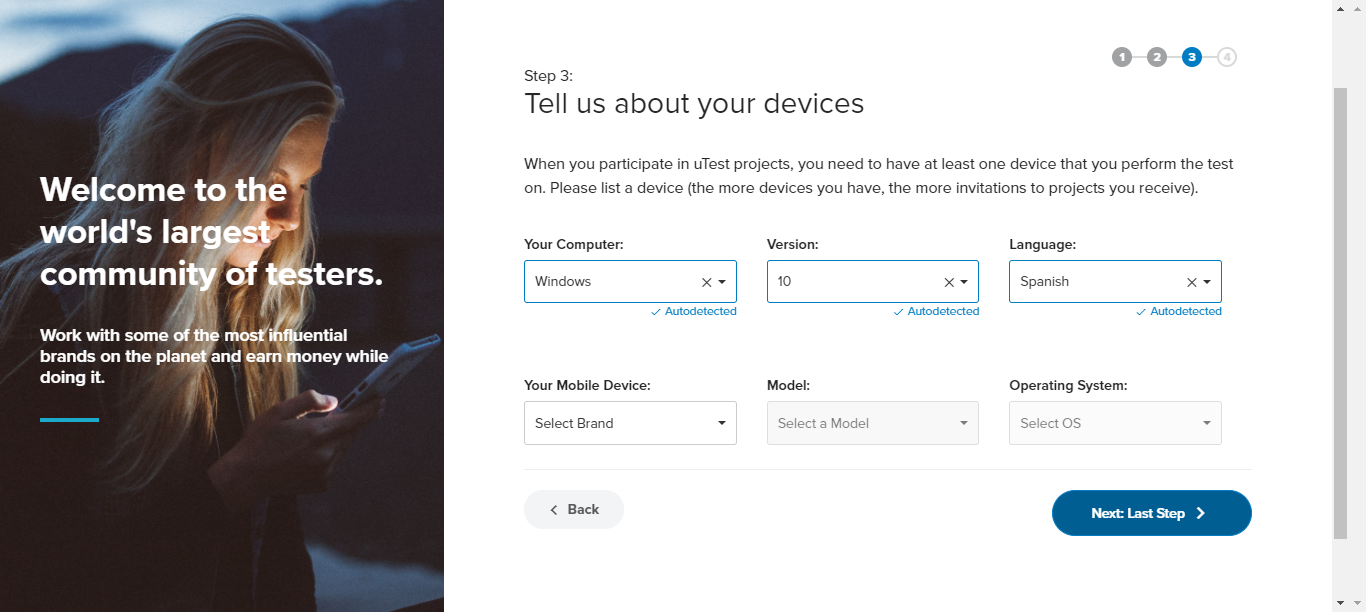 Welcome to the
world's largest
community of testers.
Work with some of the most influential
brands on the planet and earn money while
doing it.
1 2 3 4
Step 3:
Tell us about your devices
When you participate in uTest projects, you need to have at least one device that you perform the test
on. Please list a device (the more devices you have, the more invitations to projects you receive).
Your Computer: Version: Language:
Windows 10 Spanish
Autodetected Autodetected Autodetected
Your Mobile Device: Model: Operating System:
Select Brand Select a Model Select OS
Back Next: Last Step